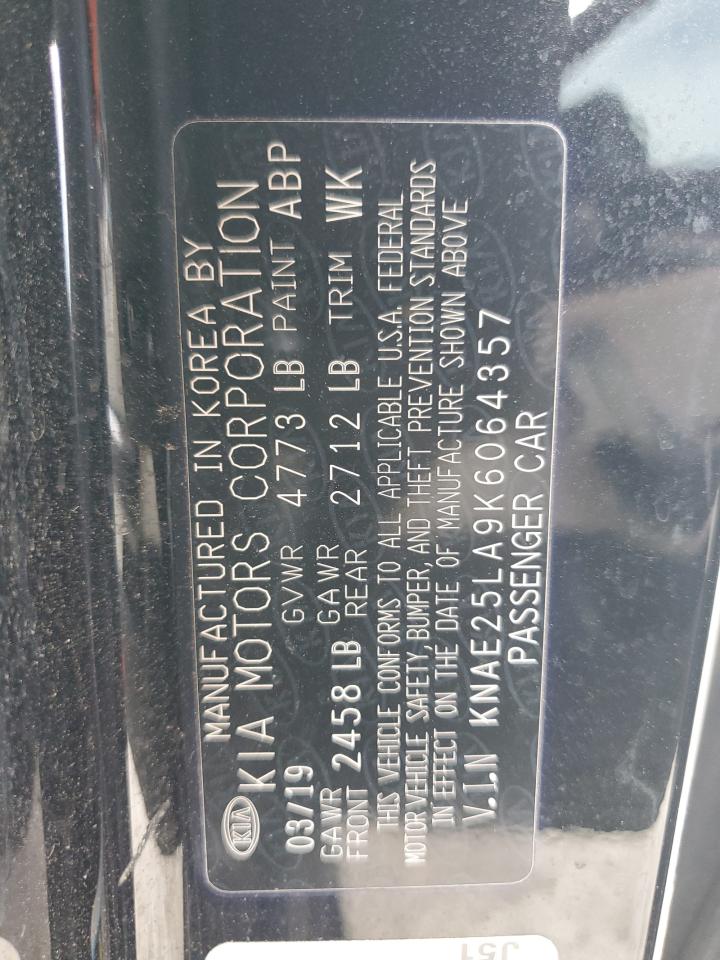 MANUFACTURED IN KOREA BY
KIA KIA MOTORS CORPORATION
03/19 GVWR 4773 LB PAINT ABP
GAWR FRONT 2458 LB GAWR REAR 2712 LB TRIM WK
THIS VEHICLE CONFORMS TO ALL APPLICABLE U.S.A. FEDERAL
MOTOR VEHICLE SAFETY, BUMPER, AND THEFT PREVENTION STANDARDS
IN EFFECT ON THE DATE OF MANUFACTURE SHOWN ABOVE
V.I.N KNAE25LA9K6064357
PASSENGER CAR
J51